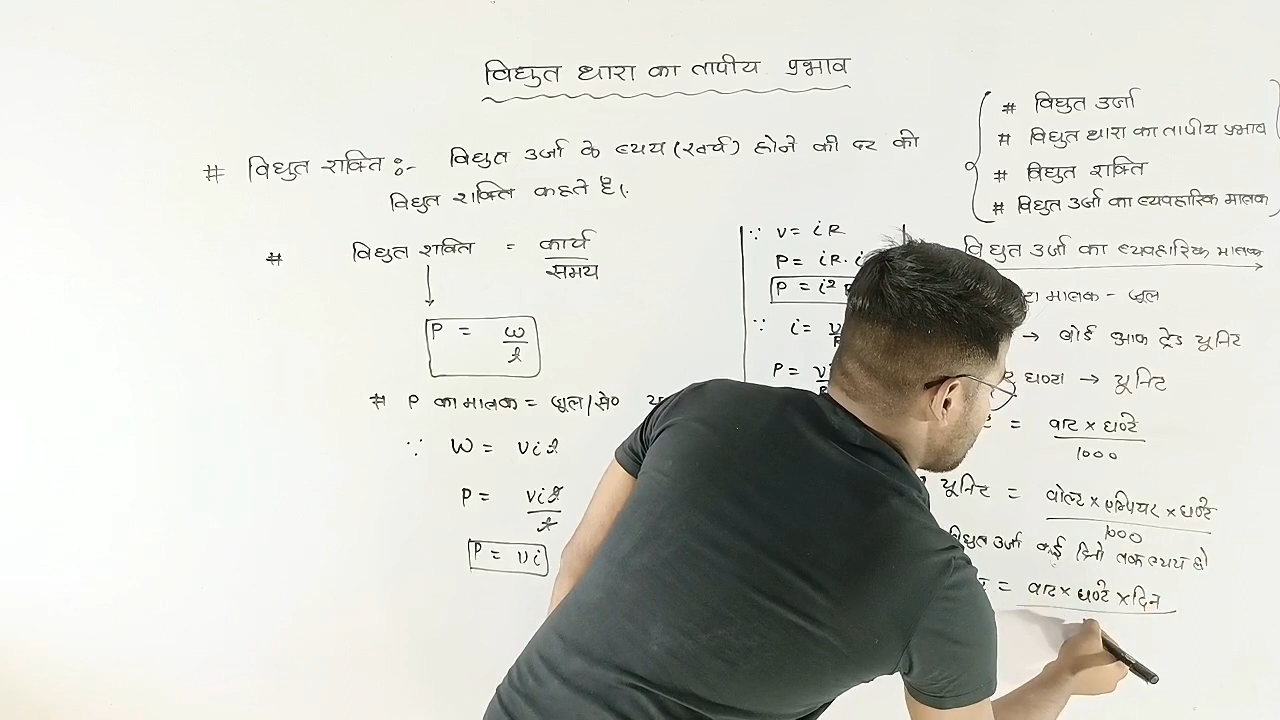 विद्युत धारा का तापीय प्रभाव
# विद्युत शक्ति :- विद्युत उर्जा के व्यय (खर्च) होने की दर को
विद्युत शक्ति कहते हैं।
# विद्युत शक्ति = कार्य / समय
P = W / t
# P का मात्रक = जूल / से०
∵ W = Vit
P = Vit / t
P = Vi
∵ V = iR
P = iR. i
P = i²
∵ i = V / R
P =
# विद्युत उर्जा
# विद्युत धारा का तापीय प्रभाव
# विद्युत शक्ति
# विद्युत उर्जा का व्यवहारिक मात्रक
विद्युत उर्जा का व्यवहारिक मात्रक
मात्रक - जूल
→ बोर्ड आफ ट्रेड यूनिट
घण्टा → यूनिट
= वाट × घण्टे / 1000
यूनिट = वोल्ट × एम्पियर × घण्टे / 1000
विद्युत उर्जा कई दिनो तक व्यय हो
= वाट × घण्टे × दिन